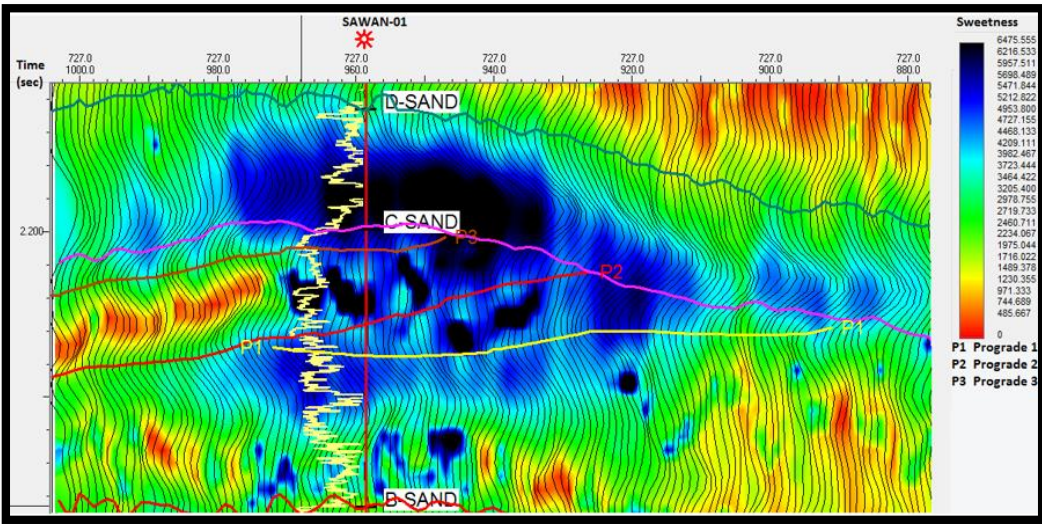 SAWAN-01
Sweetness
Time
(sec)
727.0 727.0 727.0 727.0 727.0 727.0 727.0
1000.0 980.0 960.0 940.0 920.0 900.0 880.0
6475.555
6216.533
5957.511
5698.489
5471.844
5212.822
4953.800
4727.155
4468.133
4209.111
3982.467
3723.444
3464.422
3205.400
2978.755
2719.733
2460.711
2234.067
1975.044
1716.022
1489.378
1230.355
971.333
744.689
485.667
0
D-SAND
C-SAND
2.200
P3
P2
P1
P1
B-SAND
P1 Prograde 1
P2 Prograde 2
P3 Prograde 3